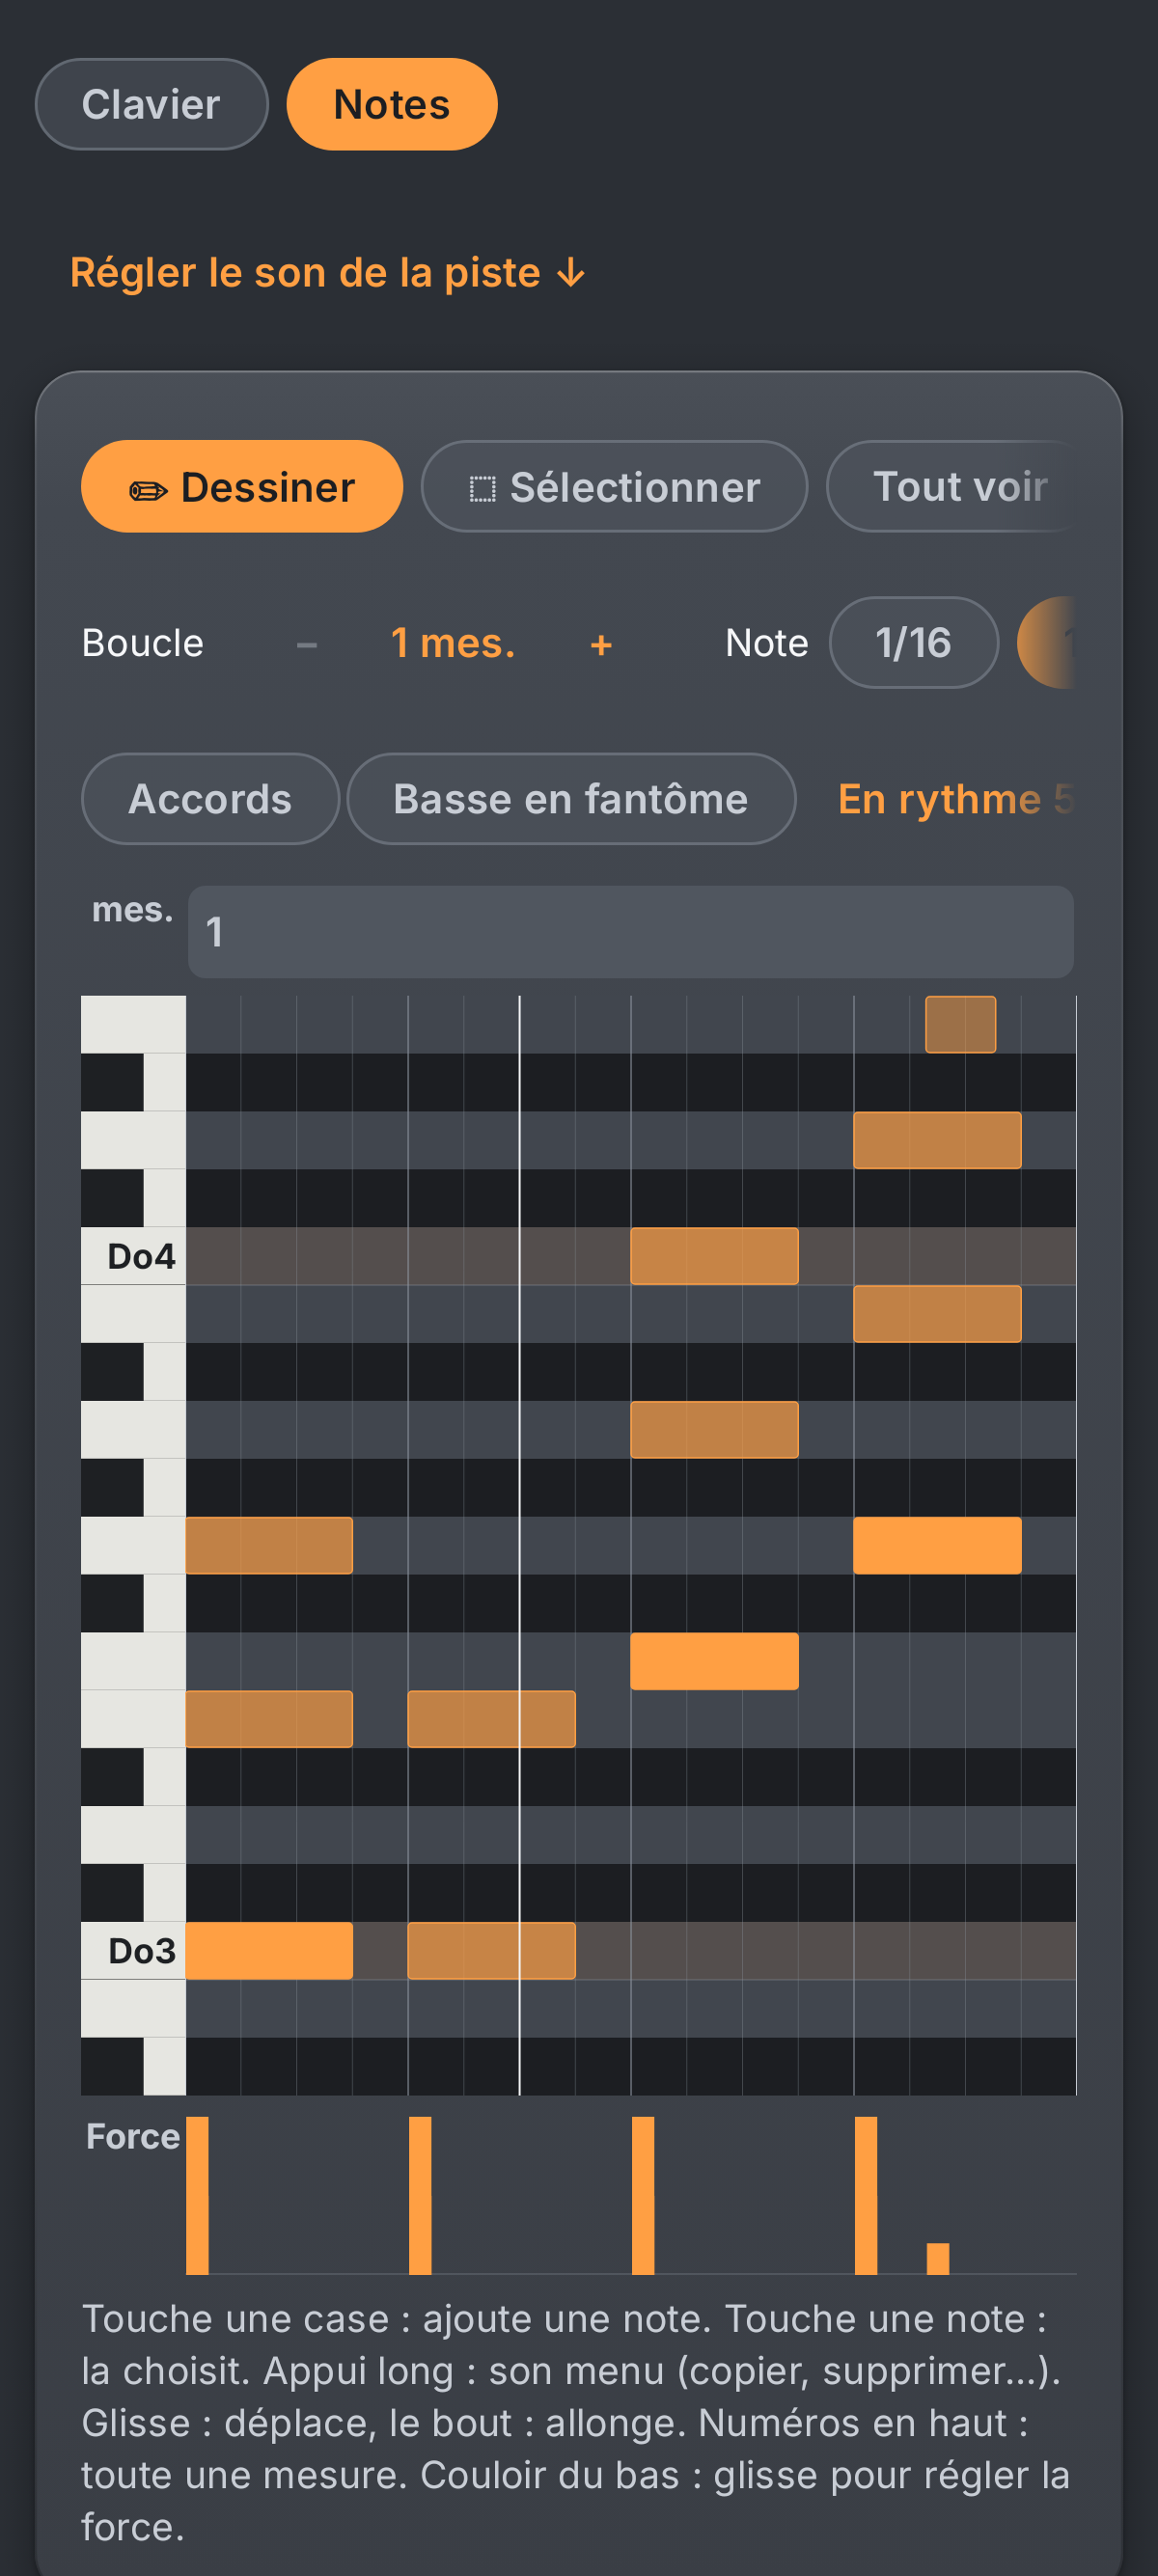 Clavier Notes
Régler le son de la piste ↓
✏ Dessiner Sélectionner Tout voir
Boucle – 1 mes. + Note 1/16
Accords Basse en fantôme En rythme 5
mes. 1
Do4
Do3
Force
Touche une case : ajoute une note. Touche une note :
la choisit. Appui long : son menu (copier, supprimer…).
Glisse : déplace, le bout : allonge. Numéros en haut :
toute une mesure. Couloir du bas : glisse pour régler la
force.